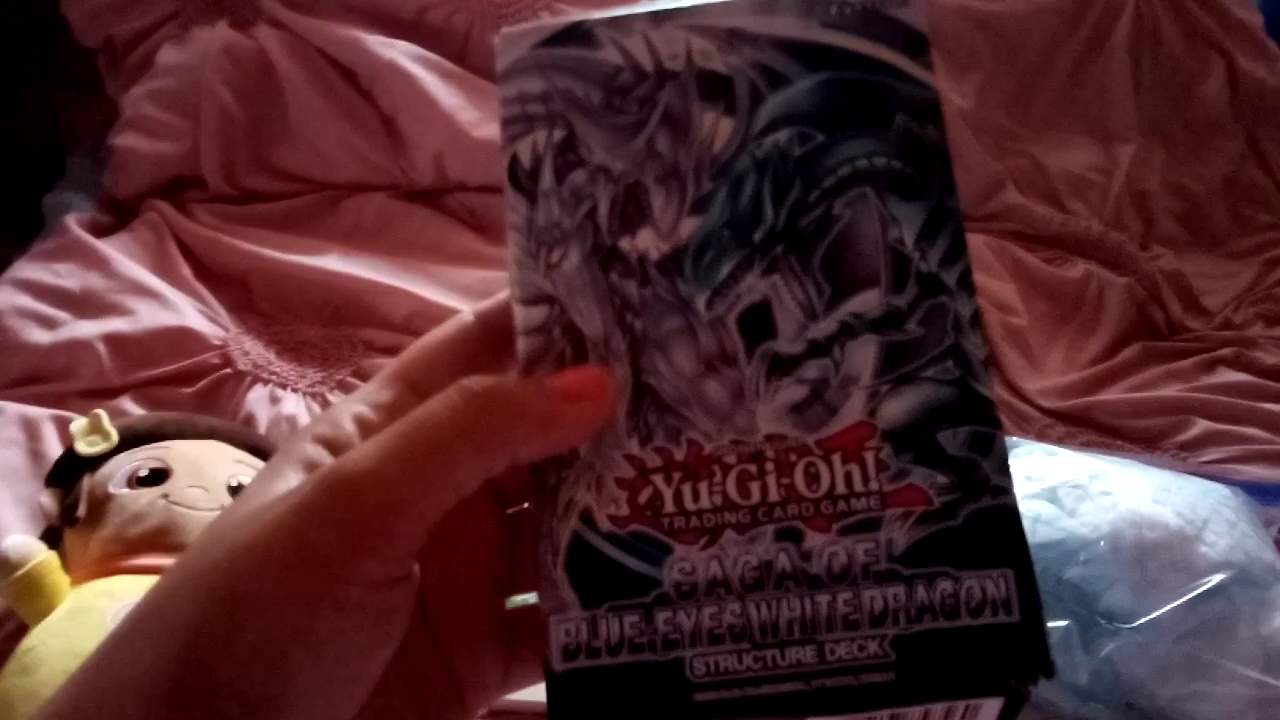 Yu-Gi-Oh!
TRADING CARD GAME
SAGA OF
BLUE-EYES WHITE DRAGON
STRUCTURE DECK